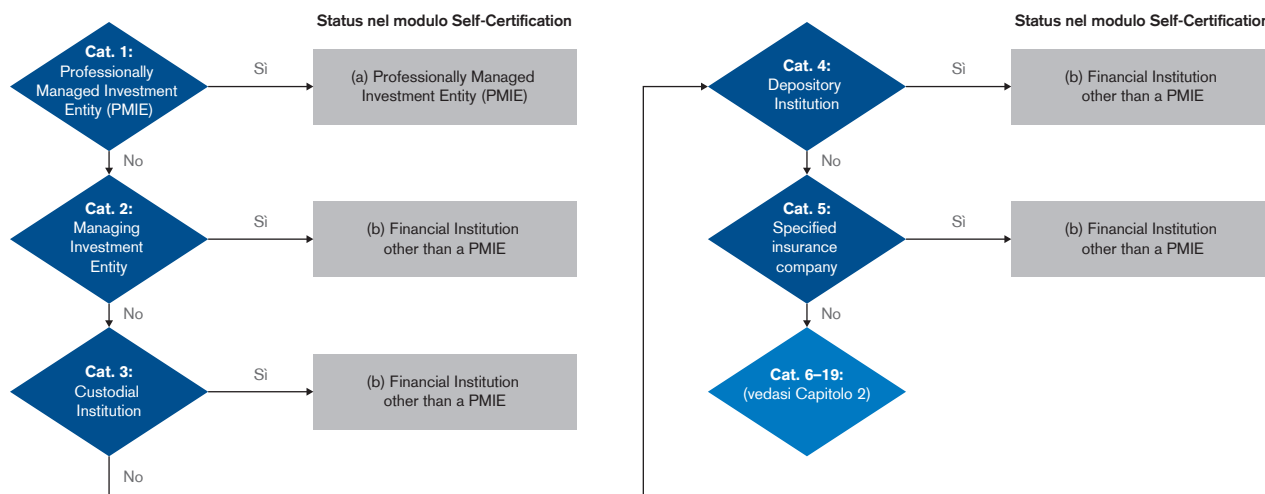 Status nel modulo Self-Certification
Cat. 1:
Professionally
Managed Investment
Entity (PMIE)
Sì
(a) Professionally Managed
Investment Entity (PMIE)
No
Cat. 2:
Managing
Investment
Entity
Sì
(b) Financial Institution
other than a PMIE
No
Cat. 3:
Custodial
Institution
Sì
(b) Financial Institution
other than a PMIE
No
Status nel modulo Self-Certification
Cat. 4:
Depository
Institution
Sì
(b) Financial Institution
other than a PMIE
No
Cat. 5:
Specified
insurance
company
Sì
(b) Financial Institution
other than a PMIE
No
Cat. 6–19:
(vedasi Capitolo 2)